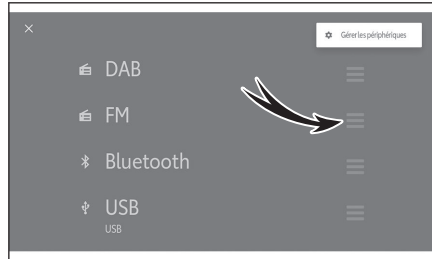 Gérer les périphériques
DAB
FM
Bluetooth
USB
USB